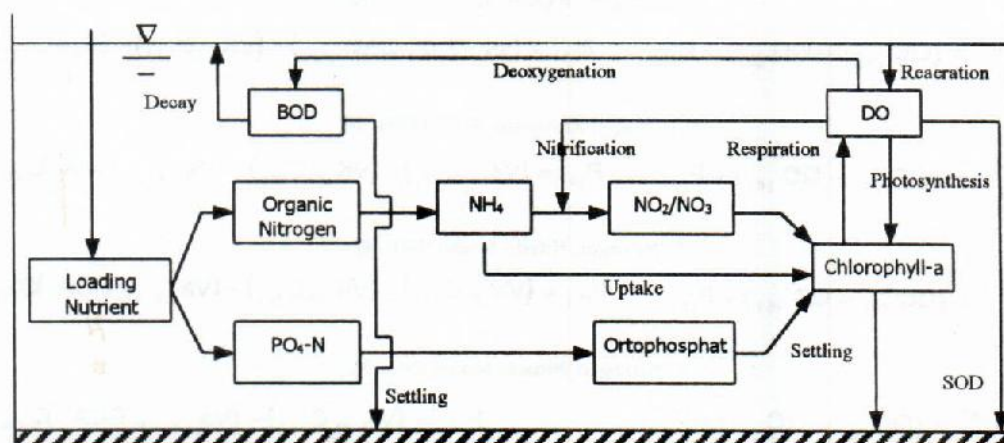 Deoxygenation
Reaeration
Decay
BOD
DO
Nitrification
Respiration
Photosynthesis
Organic
Nitrogen
NH₄
NO₂/NO₃
Loading
Nutrient
Chlorophyll-a
Uptake
PO₄-N
Ortophosphat
Settling
Settling
SOD